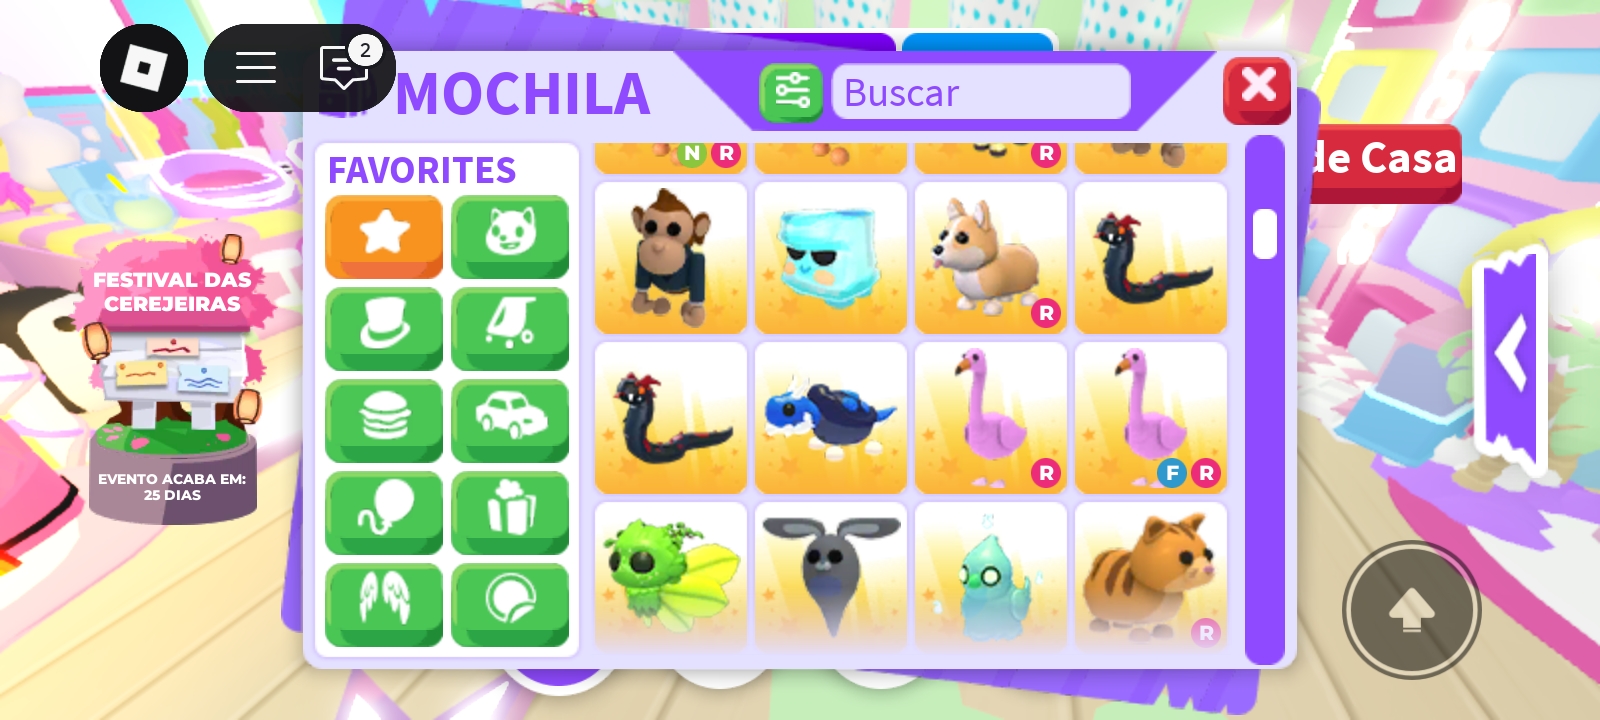 2
MOCHILA
Buscar
de Casa
FAVORITES
N R
R
R
FESTIVAL DAS
CEREJEIRAS
EVENTO ACABA EM:
25 DIAS
R
F R
R